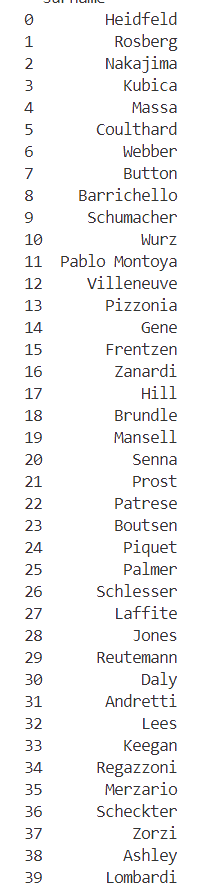 surname
0 Heidfeld
1 Rosberg
2 Nakajima
3 Kubica
4 Massa
5 Coulthard
6 Webber
7 Button
8 Barrichello
9 Schumacher
10 Wurz
11 Pablo Montoya
12 Villeneuve
13 Pizzonia
14 Gene
15 Frentzen
16 Zanardi
17 Hill
18 Brundle
19 Mansell
20 Senna
21 Prost
22 Patrese
23 Boutsen
24 Piquet
25 Palmer
26 Schlesser
27 Laffite
28 Jones
29 Reutemann
30 Daly
31 Andretti
32 Lees
33 Keegan
34 Regazzoni
35 Merzario
36 Scheckter
37 Zorzi
38 Ashley
39 Lombardi